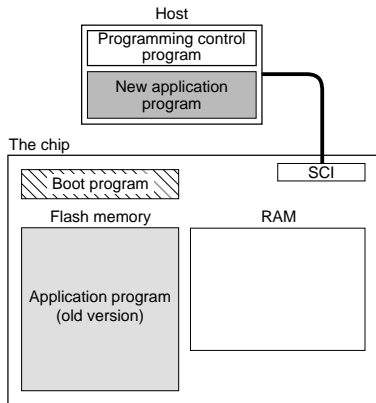 Host
Programming control
program
New application
program
The chip
SCI
Boot program
Flash memory
RAM
Application program
(old version)